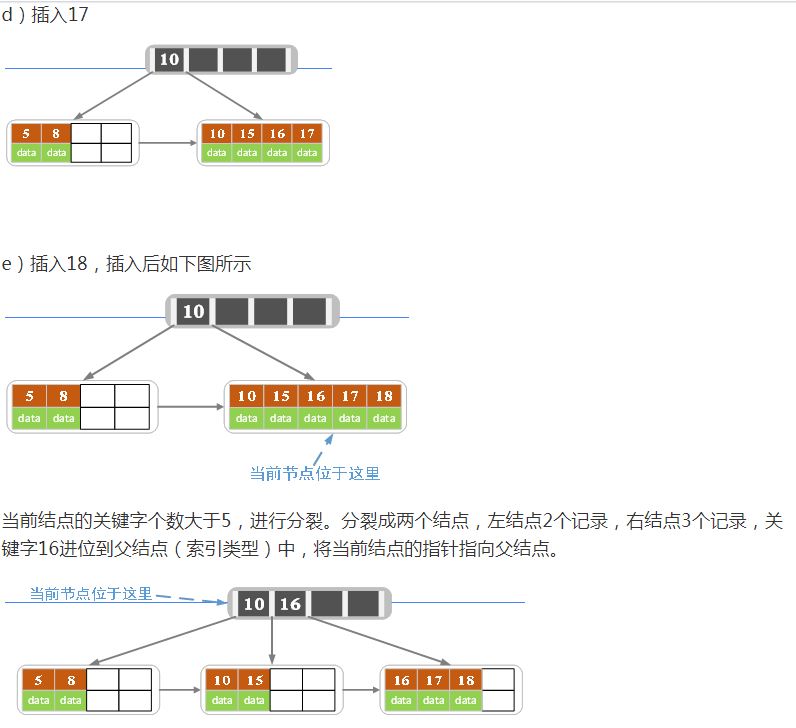 d）插入17
10
5 8 10 15 16 17
data data data data data data
e）插入18，插入后如下图所示
10
5 8 10 15 16 17 18
data data data data data data data
当前节点位于这里
当前结点的关键字个数大于5，进行分裂。分裂成两个结点，左结点2个记录，右结点3个记录，关
键字16进位到父结点（索引类型）中，将当前结点的指针指向父结点。
当前节点位于这里
10 16
5 8 10 15 16 17 18
data data data data data data data